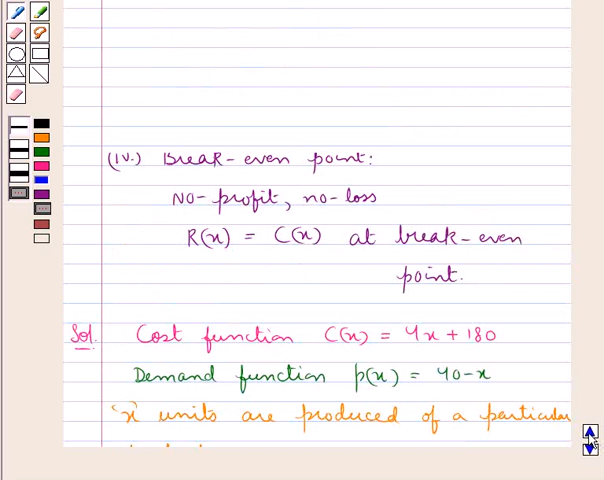 (IV.) Break-even point:
No-profit, no-loss
R(x) = C(x) at break-even
point.
Sol. Cost function C(x) = 4x + 180
Demand function p(x) = 40-x
'x' units are produced of a particular